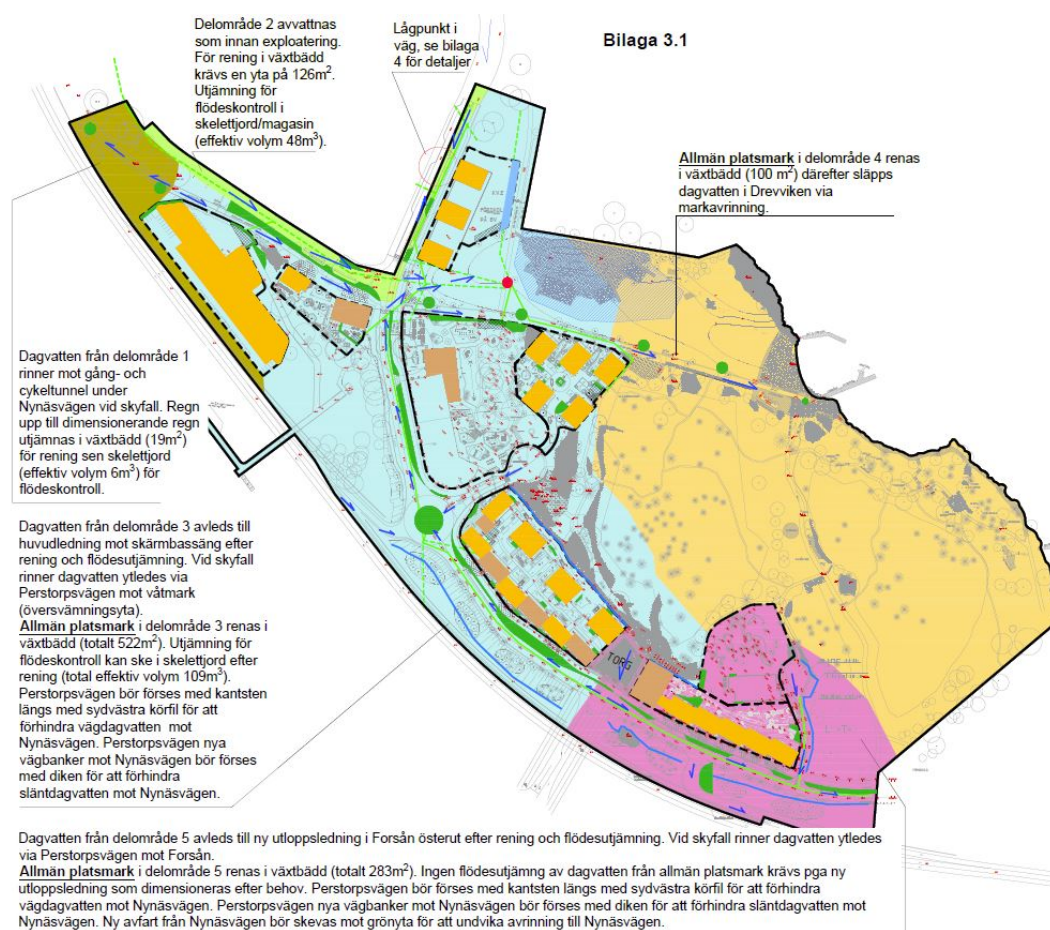 Bilaga 3.1
Delområde 2 avvattnas
som innan exploatering.
För rening i växtbädd
krävs en yta på 126m².
Utjämning för
flödeskontroll i
skelettjord/magasin
(effektiv volym 48m³).
Lågpunkt i
väg, se bilaga
4 för detaljer
Allmän platsmark i delområde 4 renas
i växtbädd (100 m²) därefter släpps
dagvatten i Drevviken via
markavrinning.
Dagvatten från delområde 1
rinner mot gång- och
cykeltunnel under
Nynäsvägen vid skyfall. Regn
upp till dimensionerande regn
utjämnas i växtbädd (19m²)
för rening sen skelettjord
(effektiv volym 6m³) för
flödeskontroll.
Dagvatten från delområde 3 avleds till
huvudledning mot skärmbassäng efter
rening och flödesutjämning. Vid skyfall
rinner dagvatten ytledes via
Perstorpsvägen mot våtmark
(översvämningsyta).
Allmän platsmark i delområde 3 renas i
växtbädd (totalt 522m²). Utjämning för
flödeskontroll kan ske i skelettjord efter
rening (total effektiv volym 109m³).
Perstorpsvägen bör förses med kantsten
längs med sydvästra körfil för att
förhindra vägdagvatten mot
Nynäsvägen. Perstorpsvägen nya
vägbanker mot Nynäsvägen bör förses
med diken för att förhindra
släntdagvatten mot Nynäsvägen.
TORG
Dagvatten från delområde 5 avleds till ny utloppsledning i Forsån österut efter rening och flödesutjämning. Vid skyfall rinner dagvatten ytledes
via Perstorpsvägen mot Forsån.
Allmän platsmark i delområde 5 renas i växtbädd (totalt 283m²). Ingen flödesutjämng av dagvatten från allmän platsmark krävs pga ny
utloppsledning som dimensioneras efter behov. Perstorpsvägen bör förses med kantsten längs med sydvästra körfil för att förhindra
vägdagvatten mot Nynäsvägen. Perstorpsvägen nya vägbanker mot Nynäsvägen bör förses med diken för att förhindra släntdagvatten mot
Nynäsvägen. Ny avfart från Nynäsvägen bör skevas mot grönyta för att undvika avrinning till Nynäsvägen.